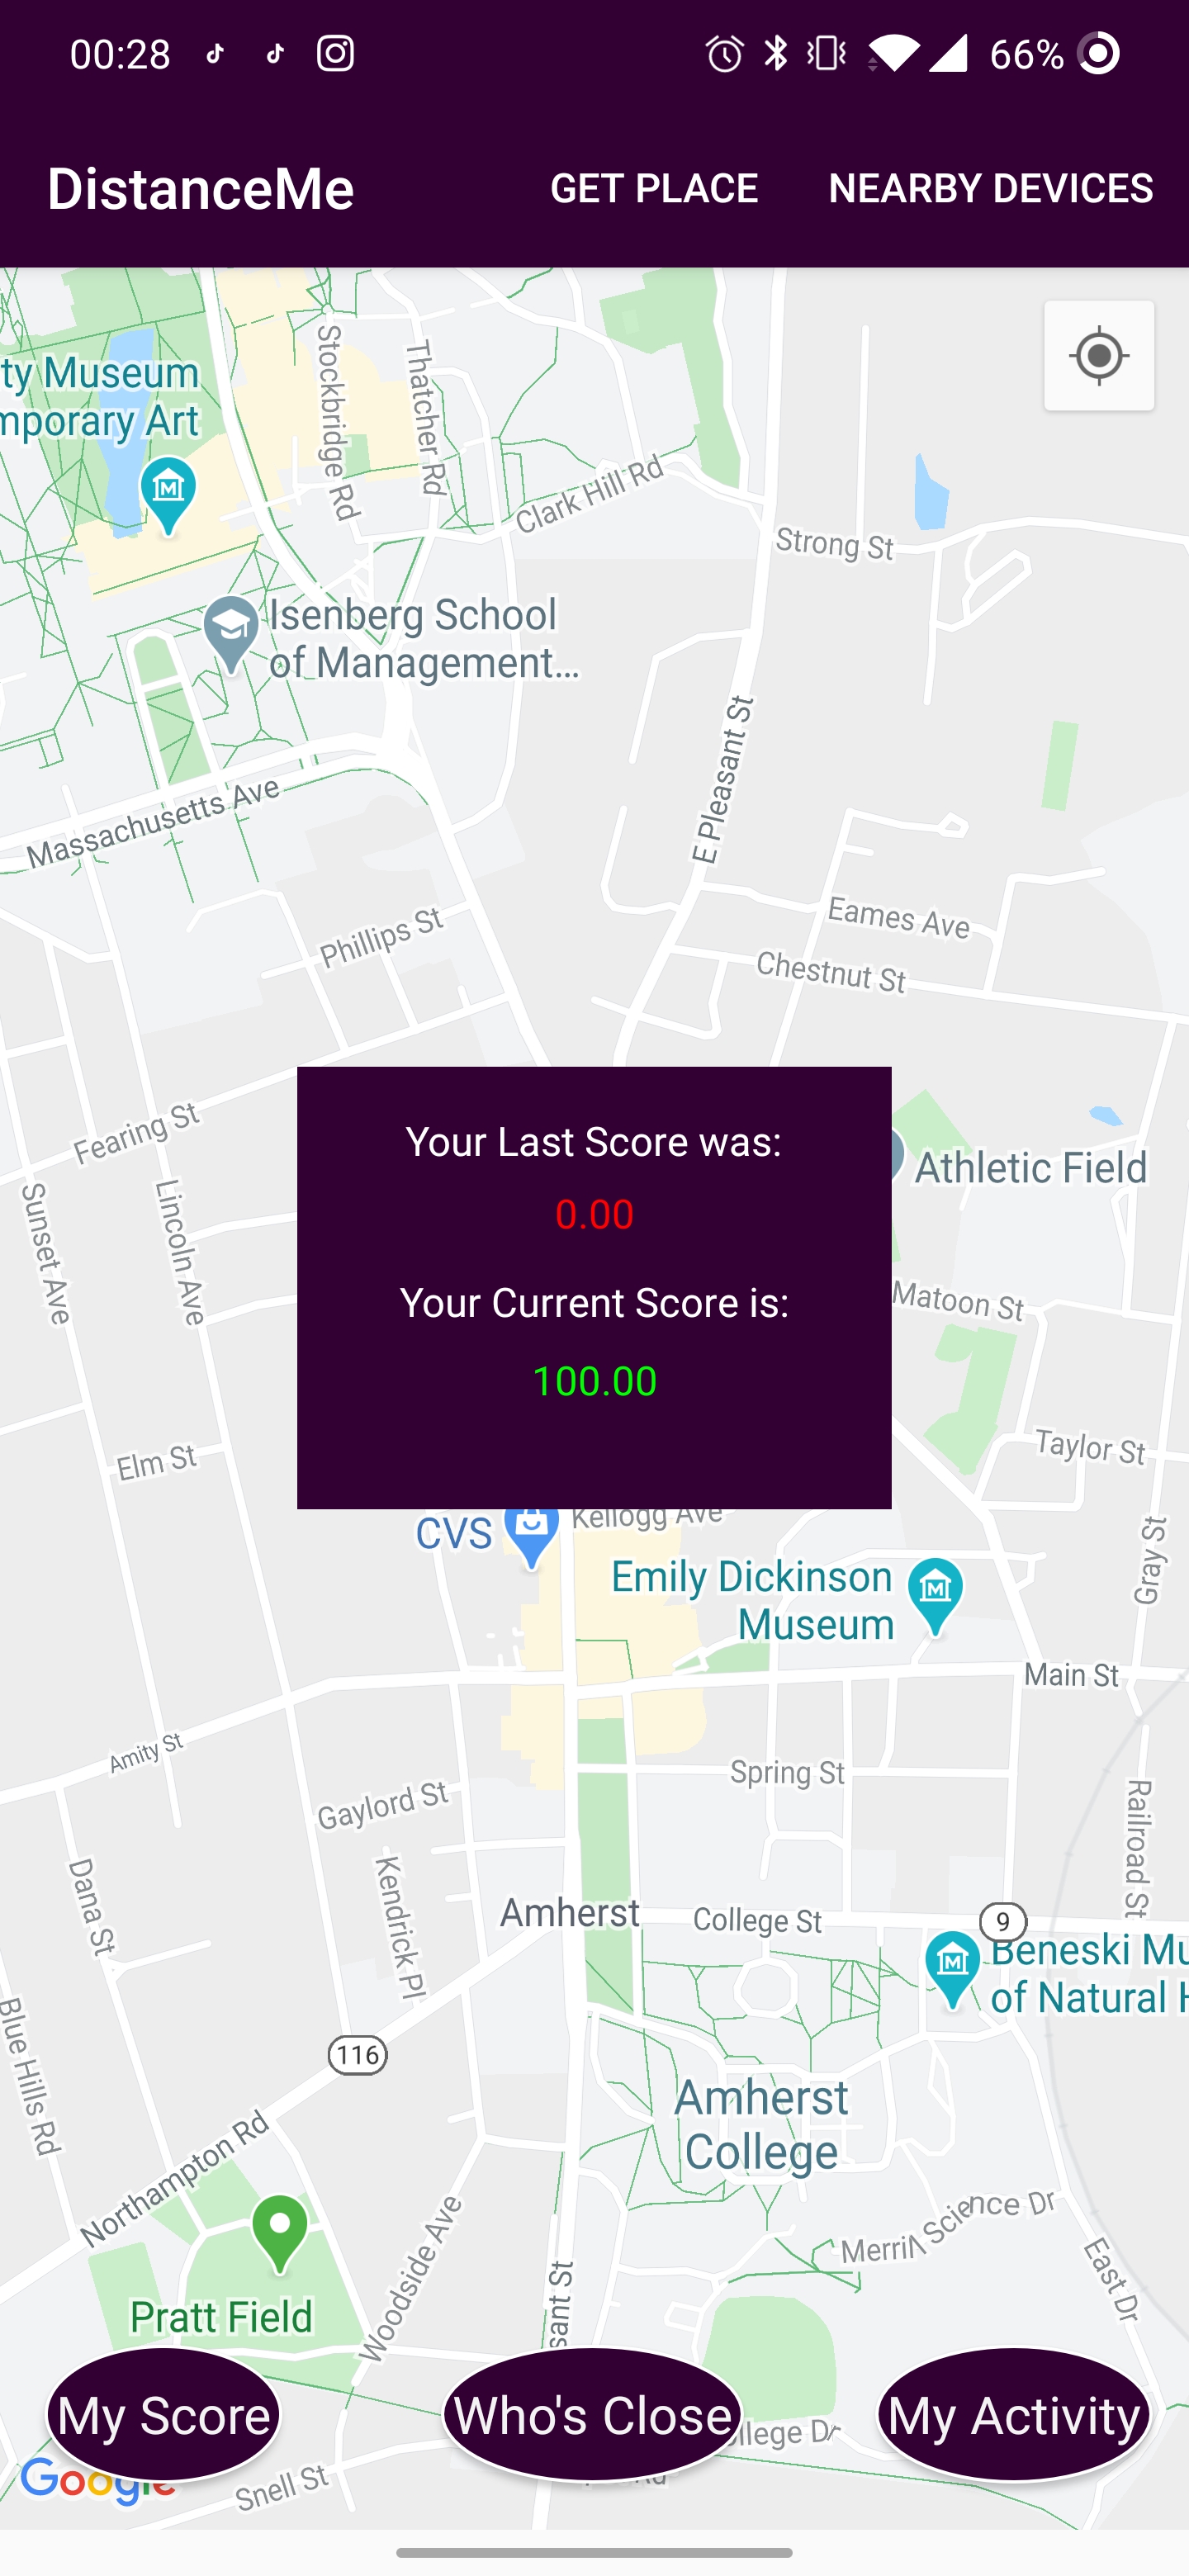 00:28
66%
DistanceMe
GET PLACE
NEARBY DEVICES
ty Museum
mporary Art
Stockbridge Rd
Thatcher Rd
Clark Hill Rd
Strong St
Isenberg School
of Management...
Massachusetts Ave
E Pleasant St
Phillips St
Eames Ave
Chestnut St
Fearing St
Sunset Ave
Lincoln Ave
Your Last Score was:
0.00
Your Current Score is:
100.00
Athletic Field
Matoon St
Elm St
Taylor St
CVS
Kellogg Ave
Gray St
Emily Dickinson
Museum
Main St
Amity St
Spring St
Gaylord St
Railroad St
Dana St
Kendrick Pl
Amherst
College St
9
Beneski Mu
of Natural H
Blue Hills Rd
116
Amherst
College
Northampton Rd
Woodside Ave
Merrill Science Dr
East Dr
sant St
Pratt Field
My Score
Who's Close
My Activity
llege Dr
Google
Snell St